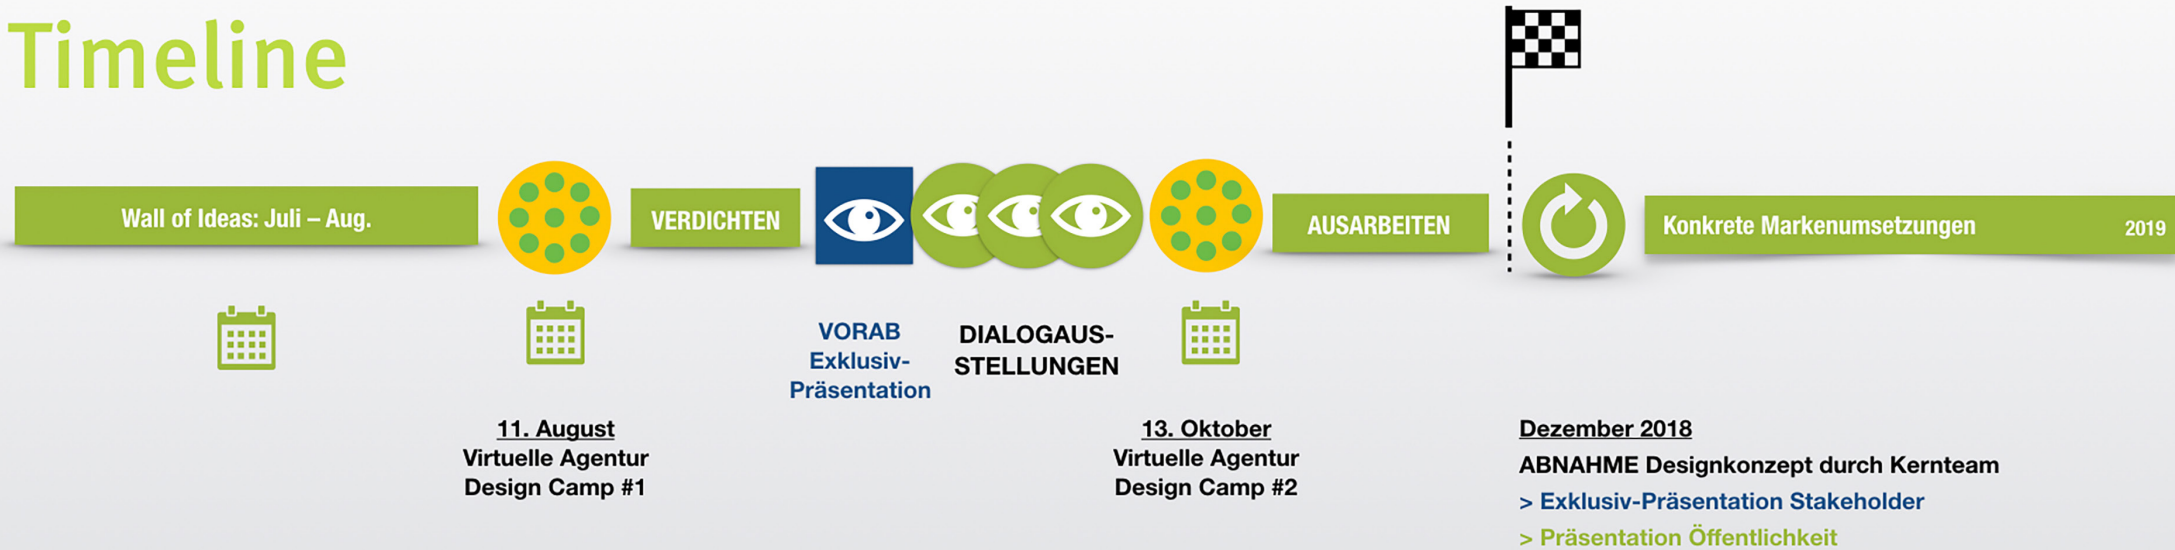 Timeline
Wall of Ideas: Juli – Aug.
VERDICHTEN
AUSARBEITEN
Konkrete Markenumsetzungen
2019
VORAB
Exklusiv-
Präsentation
DIALOGAUS-
STELLUNGEN
11. August
Virtuelle Agentur
Design Camp #1
13. Oktober
Virtuelle Agentur
Design Camp #2
Dezember 2018
ABNAHME Designkonzept durch Kernteam
> Exklusiv-Präsentation Stakeholder
> Präsentation Öffentlichkeit